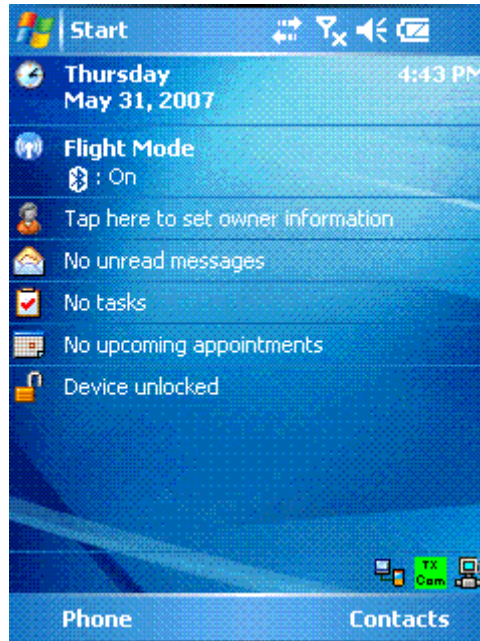 Start
Thursday 4:43 PM
May 31, 2007
Flight Mode
: On
Tap here to set owner information
No unread messages
No tasks
No upcoming appointments
Device unlocked
TX
Com
Phone Contacts